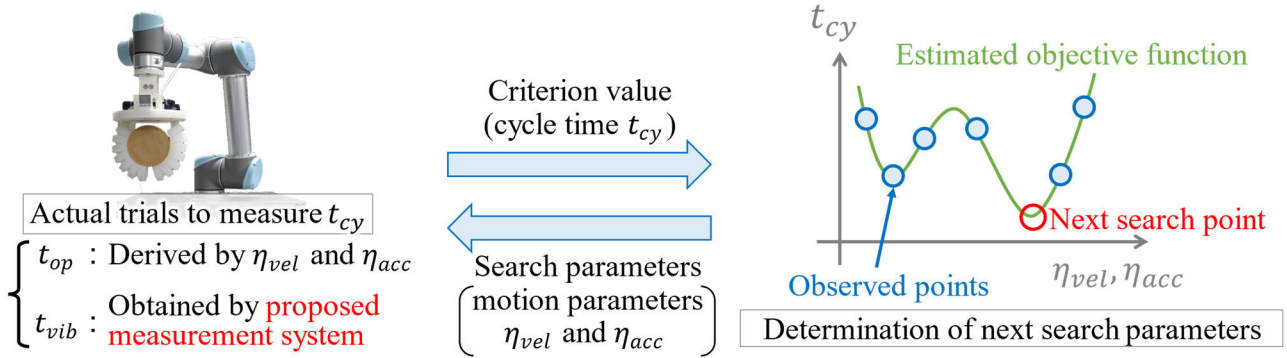 Actual trials to measure t_cy
t_op : Derived by η_vel and η_acc
t_vib : Obtained by proposed
measurement system
Criterion value
(cycle time t_cy)
Search parameters
(motion parameters
η_vel and η_acc)
t_cy
Estimated objective function
Next search point
Observed points
η_vel, η_acc
Determination of next search parameters